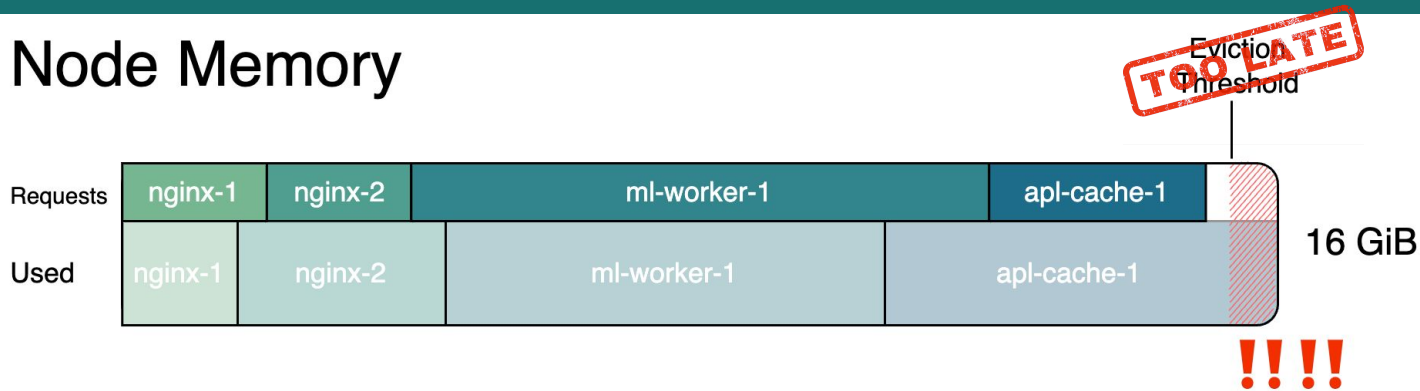 Node Memory
Eviction
Threshold
TOO LATE
Requests
nginx-1
nginx-2
ml-worker-1
apl-cache-1
Used
nginx-1
nginx-2
ml-worker-1
apl-cache-1
16 GiB
!!!!